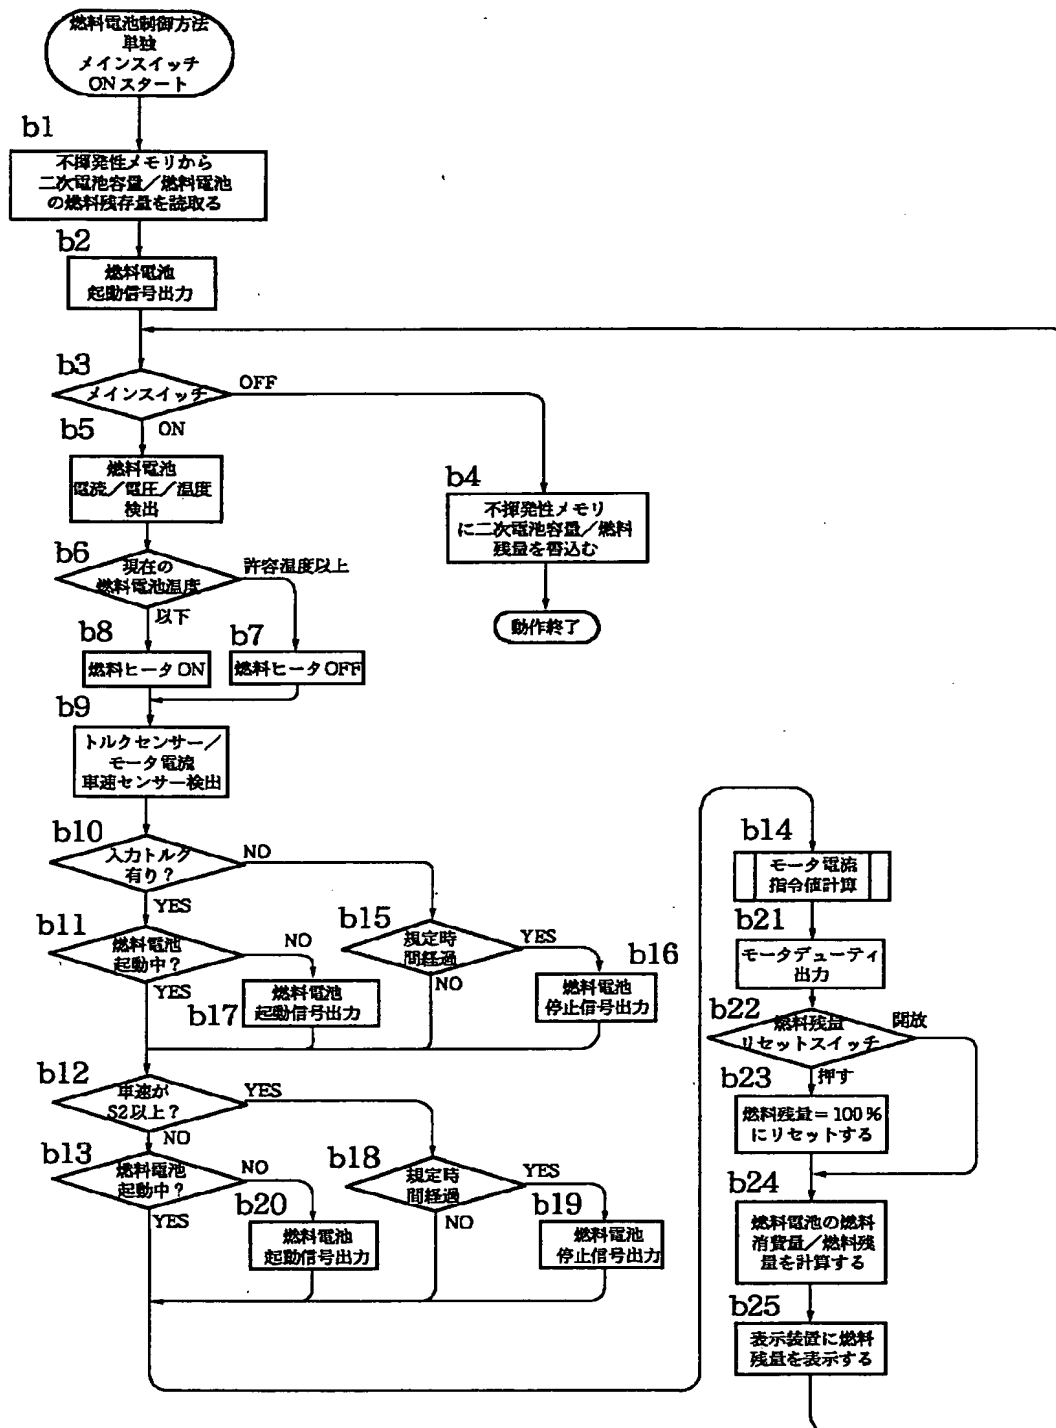 燃料電池制御方法
単独
メインスイッチ
ONスタート
b1
不揮発性メモリから
二次電池容量／燃料電池
の燃料残存量を読取る
b2
燃料電池
起動信号出力
b3
メインスイッチ
OFF
ON
b4
不揮発性メモリ
に二次電池容量／燃料
残量を書込む
動作終了
b5
燃料電池
電流／電圧／温度
検出
b6
現在の
燃料電池温度
許容温度以上
以下
b8
燃料ヒータON
b7
燃料ヒータOFF
b9
トルクセンサー／
モータ電流
車速センサー検出
b10
入力トルク
有り？
NO
YES
b11
燃料電池
起動中？
NO
YES
b17
燃料電池
起動信号出力
b15
規定時
間経過
YES
NO
b16
燃料電池
停止信号出力
b12
車速が
S2以上？
YES
NO
b13
燃料電池
起動中？
NO
YES
b20
燃料電池
起動信号出力
b18
規定時
間経過
YES
NO
b19
燃料電池
停止信号出力
b14
モータ電流
指令値計算
b21
モータデューティ
出力
b22
燃料残量
リセットスイッチ
開放
押す
b23
燃料残量＝100％
にリセットする
b24
燃料電池の燃料
消費量／燃料残
量を計算する
b25
表示装置に燃料
残量を表示する